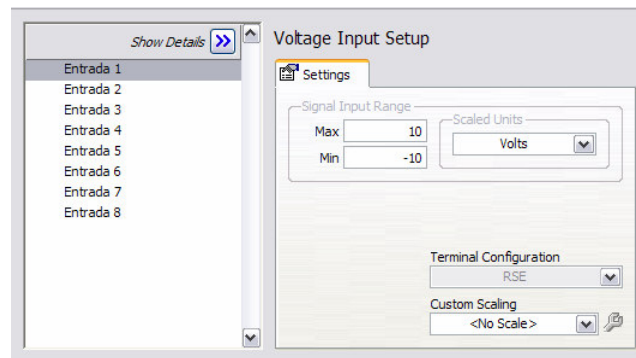 Show Details
Entrada 1
Entrada 2
Entrada 3
Entrada 4
Entrada 5
Entrada 6
Entrada 7
Entrada 8
Voltage Input Setup
Settings
Signal Input Range
Max 10
Min -10
Scaled Units
Volts
Terminal Configuration
RSE
Custom Scaling
<No Scale>